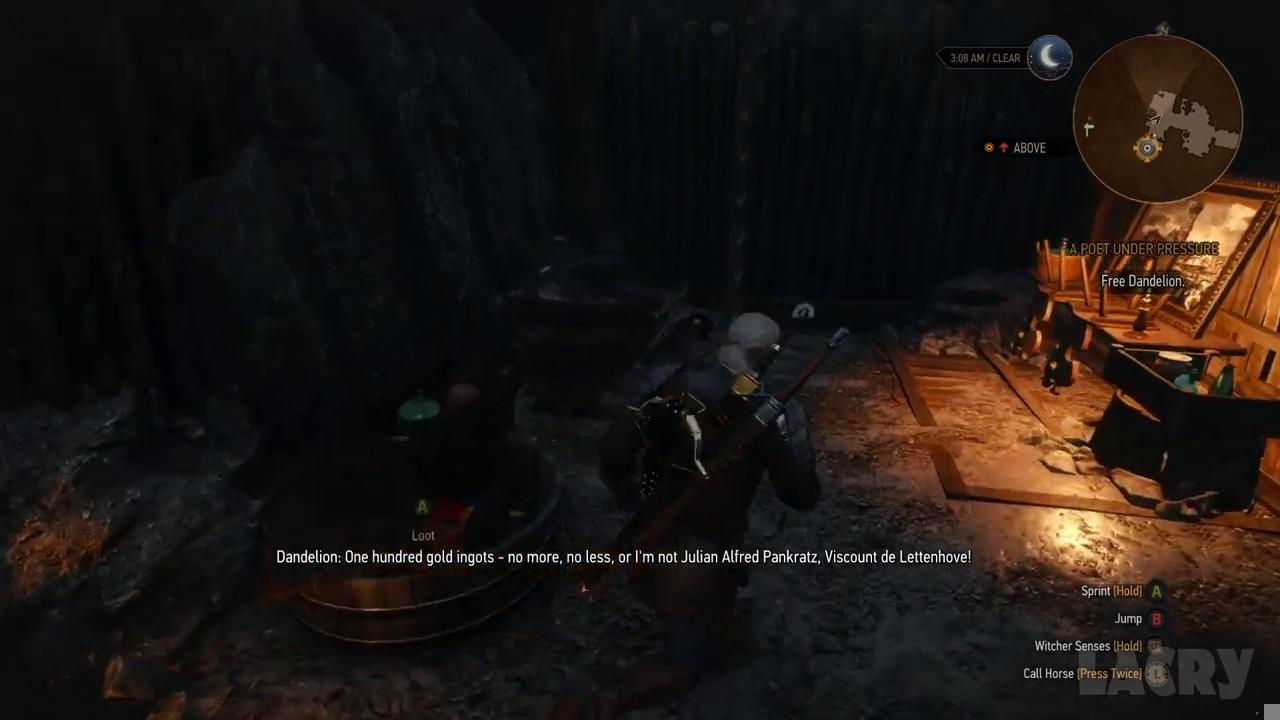 N
3:08 AM / CLEAR
ABOVE
A POET UNDER PRESSURE
Free Dandelion.
A
Loot
Dandelion: One hundred gold ingots - no more, no less, or I'm not Julian Alfred Pankratz, Viscount de Lettenhove!
Sprint [Hold] A
Jump B
Witcher Senses [Hold]
Call Horse [Press Twice] L
LACRY